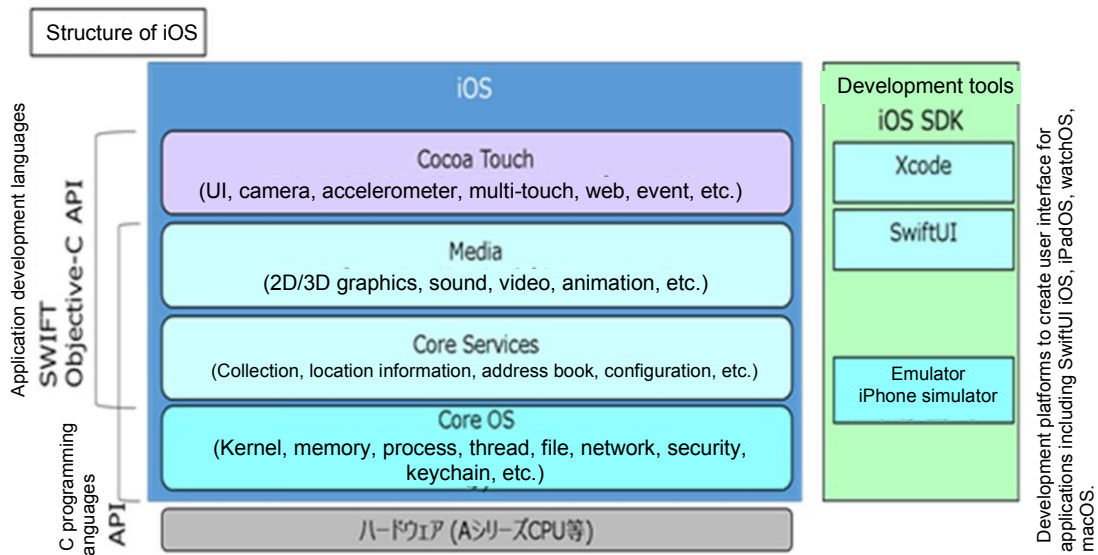 Structure of iOS
iOS
Cocoa Touch
(UI, camera, accelerometer, multi-touch, web, event, etc.)
Media
(2D/3D graphics, sound, video, animation, etc.)
Core Services
(Collection, location information, address book, configuration, etc.)
Core OS
(Kernel, memory, process, thread, file, network, security,
keychain, etc.)
ハードウェア (AシリーズCPU等)
Application development languages
SWIFT
Objective-C API
C programming
anguages
API
Development tools
iOS SDK
Xcode
SwiftUI
Emulator
iPhone simulator
Development platforms to create user interface for
applications including SwiftUI iOS, iPadOS, watchOS,
macOS.